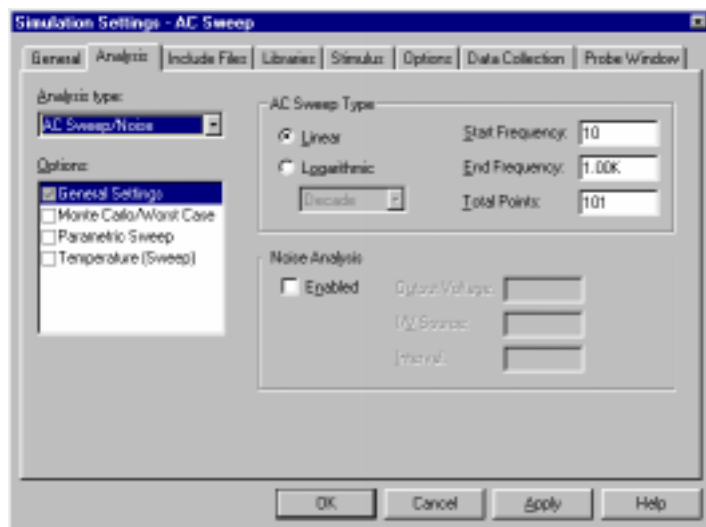 Simulation Settings - AC Sweep
General Analysis Include Files Libraries Stimulus Options Data Collection Probe Window
Analysis type:
AC Sweep/Noise
Options:
General Settings
Monte Carlo/Worst Case
Parametric Sweep
Temperature (Sweep)
AC Sweep Type
Linear
Logarithmic
Decade
Start Frequency: 10
End Frequency: 1.00K
Total Points: 101
Noise Analysis
Enabled
Output Voltage:
I/V Source:
Interval:
OK Cancel Apply Help